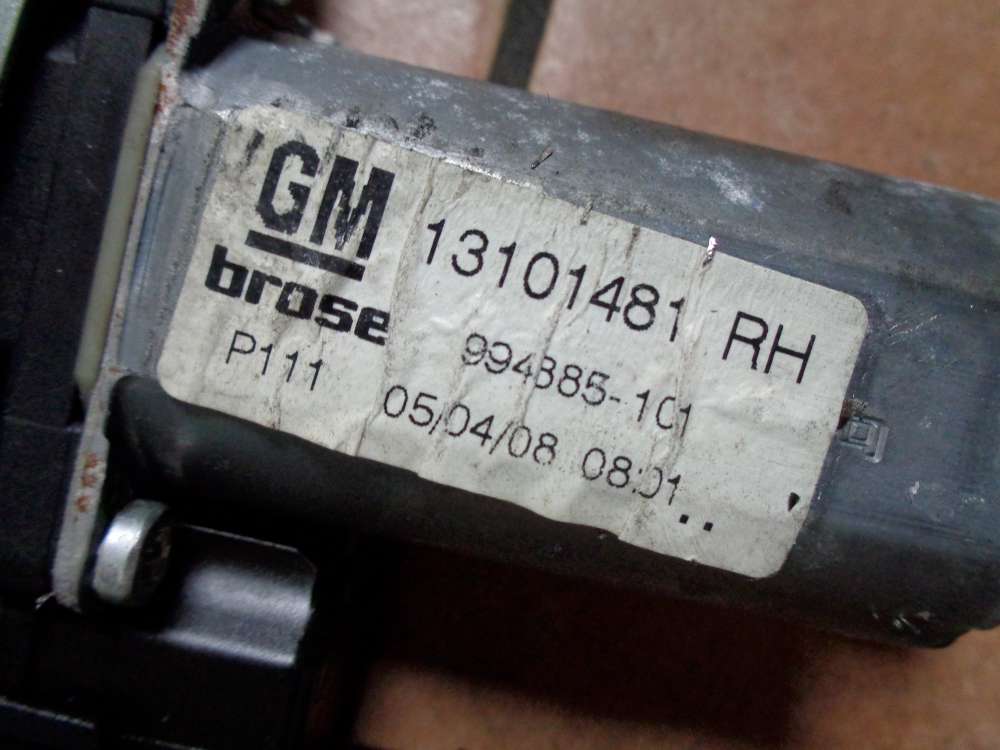 GM
brose
13101481 RH
P111
994885-101
05/04/08 08:01..